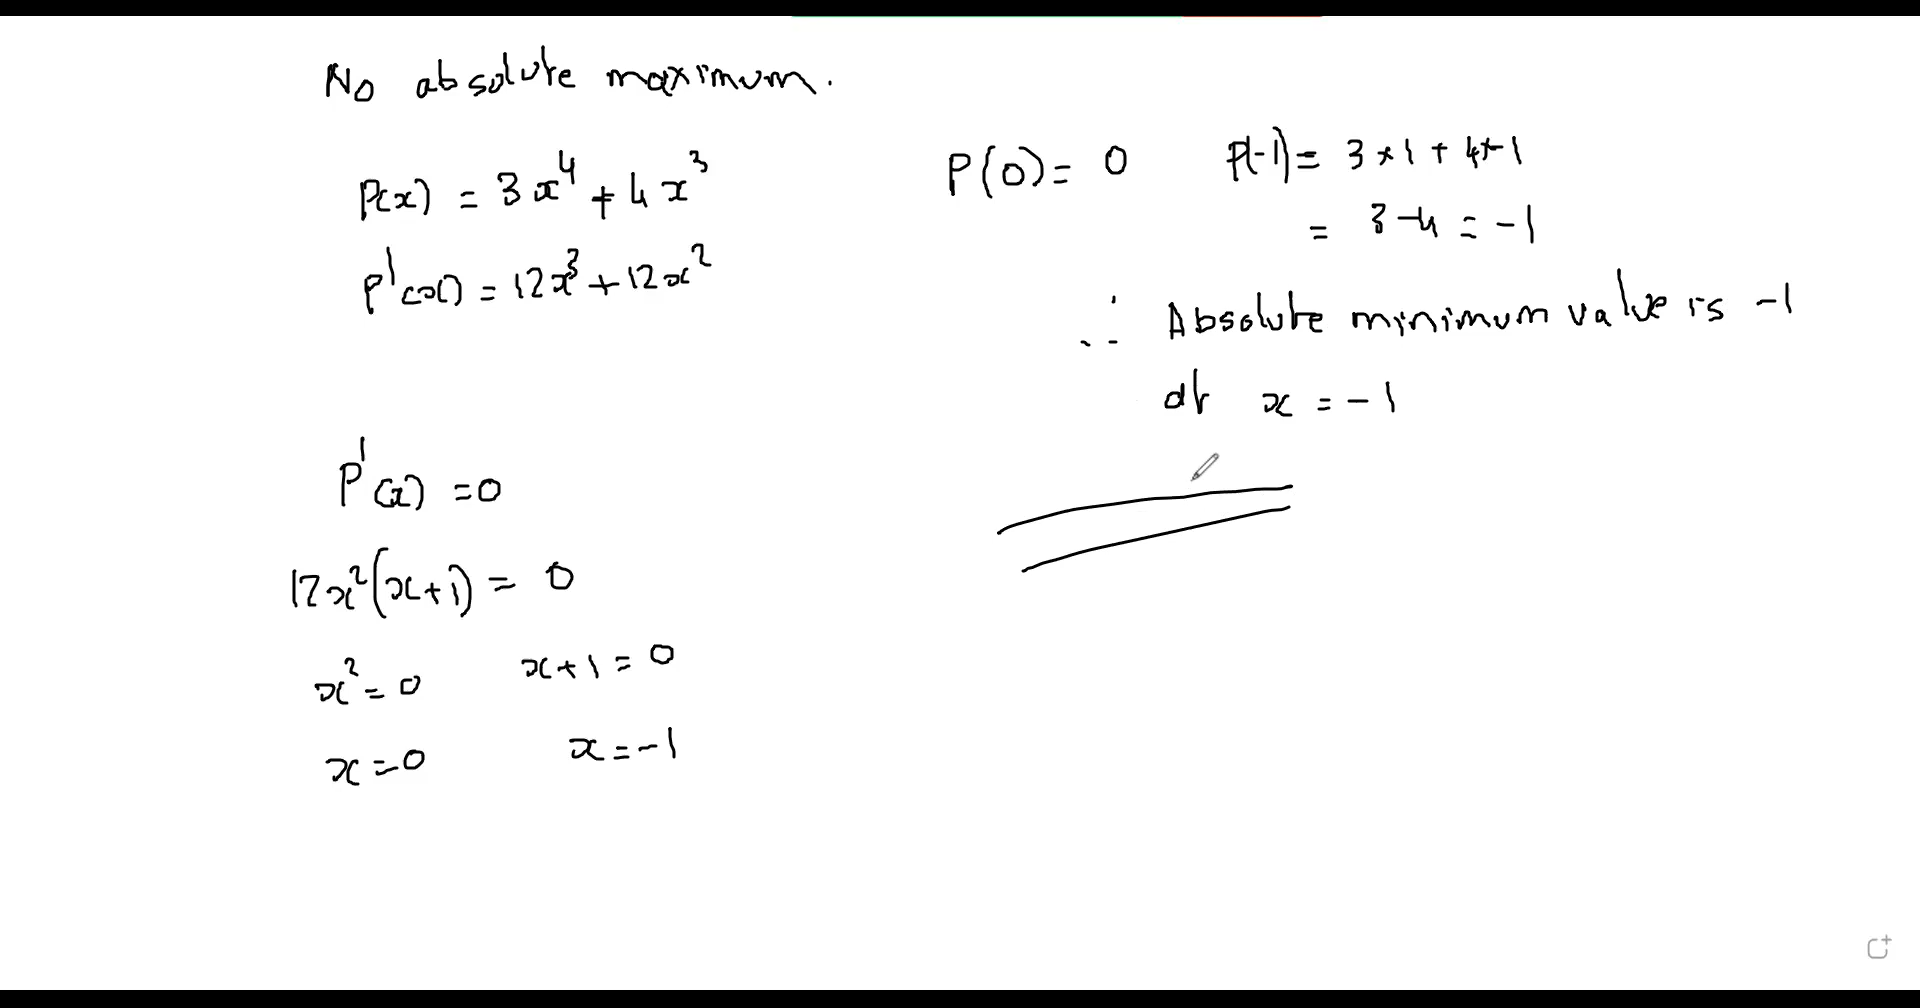 No absolute maximum.
P(x) = 3x⁴ + 4x³
P'(x) = 12x³ + 12x²
P'(x) = 0
12x²(x+1) = 0
x² = 0 x+1 = 0
x = 0 x = -1
P(0) = 0 P(-1) = 3×1 + 4×-1
= 3-4 = -1
∴ Absolute minimum value is -1
at x = -1